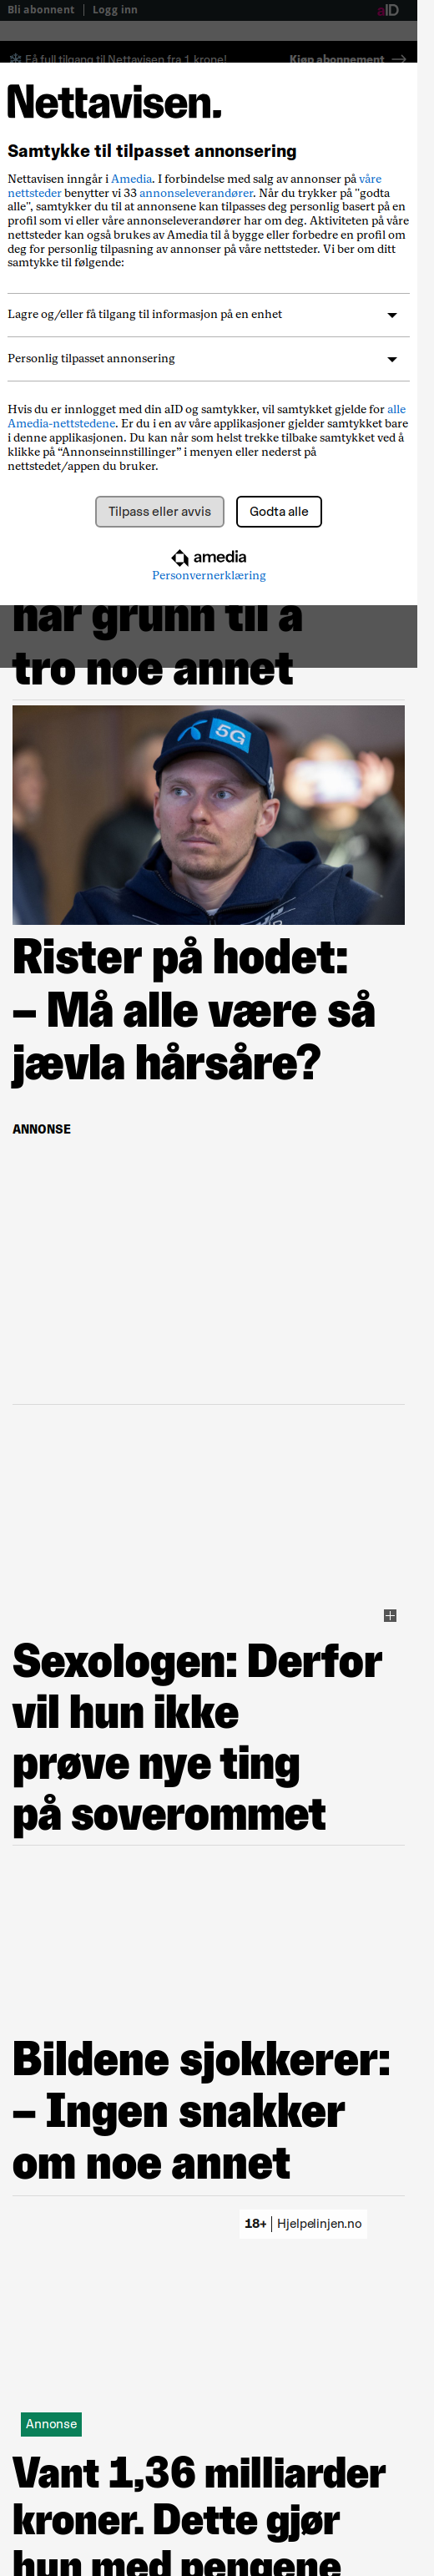 Bli abonnent | Logg inn
aID
Få full tilgang til Nettavisen fra 1 krone!
Kjøp abonnement
Nettavisen.
Samtykke til tilpasset annonsering
Nettavisen inngår i Amedia. I forbindelse med salg av annonser på våre
nettsteder benytter vi 33 annonseleverandører. Når du trykker på "godta
alle", samtykker du til at annonsene kan tilpasses deg personlig basert på en
profil som vi eller våre annonseleverandører har om deg. Aktiviteten på våre
nettsteder kan også brukes av Amedia til å bygge eller forbedre en profil om
deg for personlig tilpasning av annonser på våre nettsteder. Vi ber om ditt
samtykke til følgende:
Lagre og/eller få tilgang til informasjon på en enhet
Personlig tilpasset annonsering
Hvis du er innlogget med din aID og samtykker, vil samtykket gjelde for alle
Amedia-nettstedene. Er du i en av våre applikasjoner gjelder samtykket bare
i denne applikasjonen. Du kan når som helst trekke tilbake samtykket ved å
klikke på “Annonseinnstillinger” i menyen eller nederst på
nettstedet/appen du bruker.
Tilpass eller avvis
Godta alle
amedia
Personvernerklæring
har grunn til å
tro noe annet
5G
Rister på hodet:
– Må alle være så
jævla hårsåre?
ANNONSE
Sexologen: Derfor
vil hun ikke
prøve nye ting
på soverommet
Bildene sjokkerer:
– Ingen snakker
om noe annet
18+ | Hjelpelinjen.no
Annonse
Vant 1,36 milliarder
kroner. Dette gjør
hun med pengene